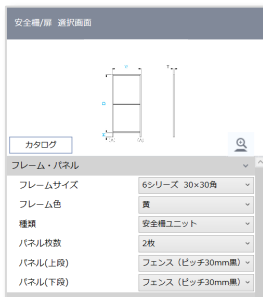 安全柵/扉 選択画面
カタログ
フレーム・パネル
フレームサイズ 6シリーズ 30×30角
フレーム色 黄
種類 安全柵ユニット
パネル枚数 2枚
パネル(上段) フェンス（ピッチ30mm黒）
パネル(下段) フェンス（ピッチ30mm黒）